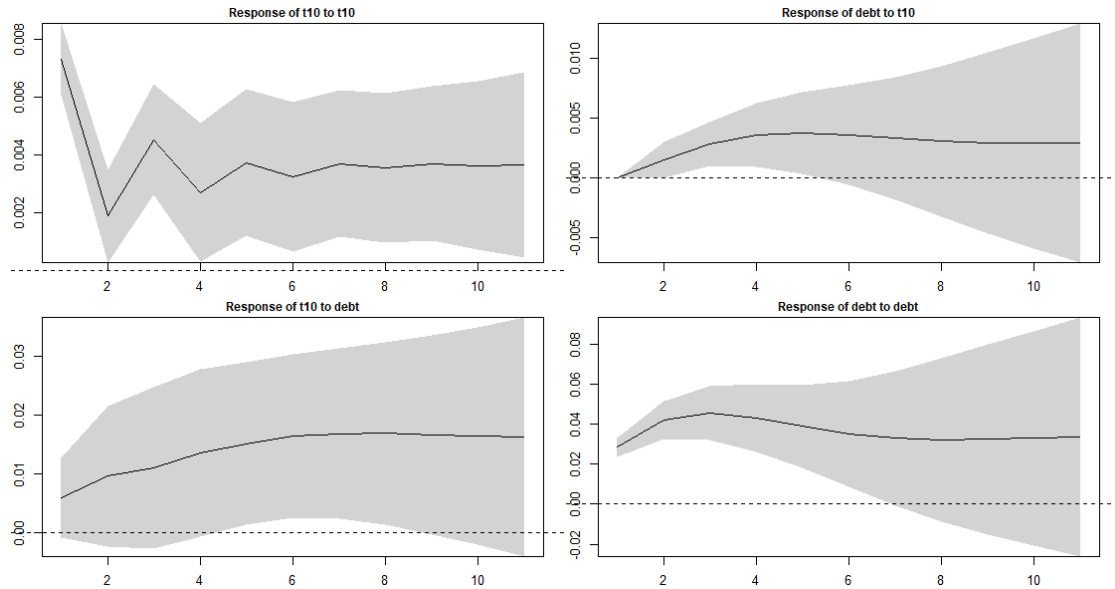 Response of t10 to t10
0.008
0.006
0.004
0.002
2 4 6 8 10
Response of debt to t10
0.010
0.005
0.000
-0.005
2 4 6 8 10
Response of t10 to debt
0.03
0.02
0.01
0.00
2 4 6 8 10
Response of debt to debt
0.08
0.06
0.04
0.02
0.00
-0.02
2 4 6 8 10